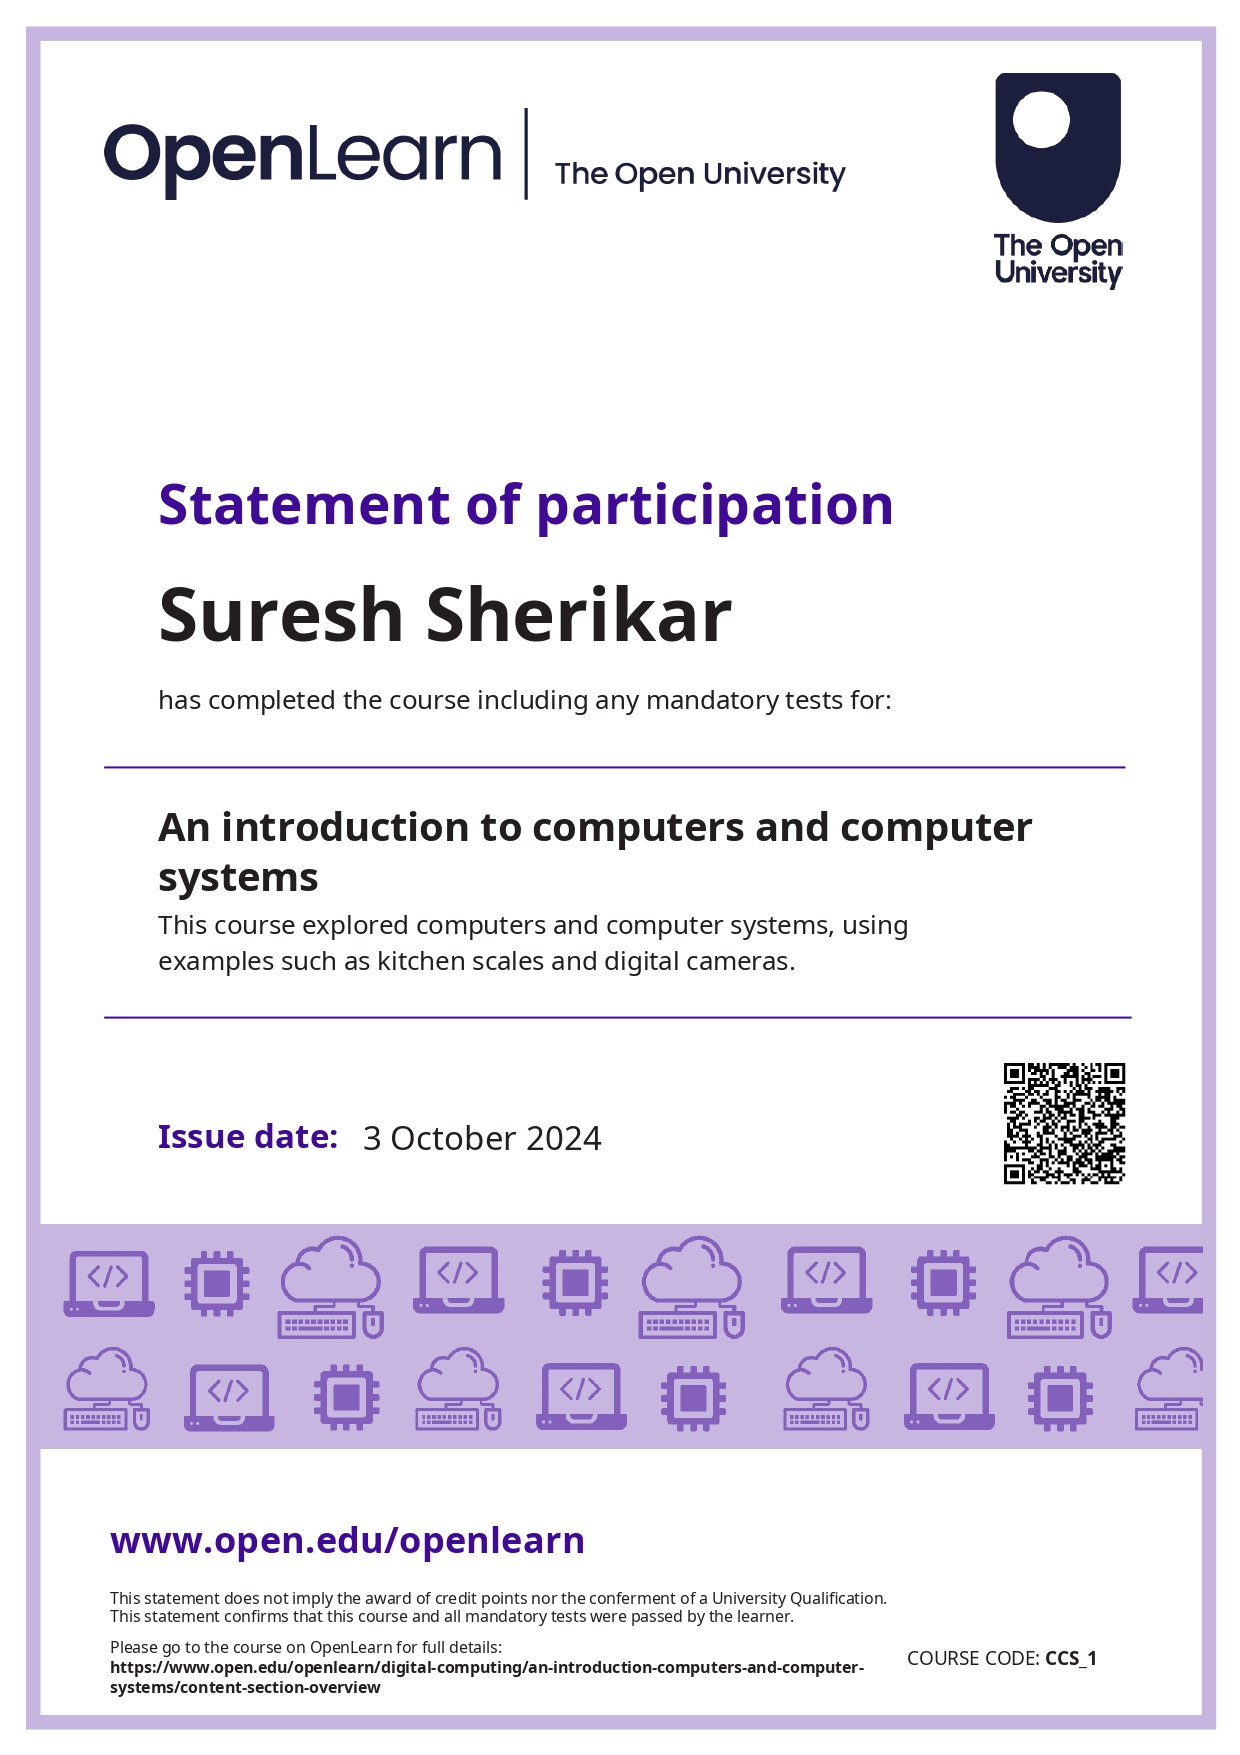 OpenLearn | The Open University
The Open
University
Statement of participation
Suresh Sherikar
has completed the course including any mandatory tests for:
An introduction to computers and computer
systems
This course explored computers and computer systems, using
examples such as kitchen scales and digital cameras.
Issue date: 3 October 2024
www.open.edu/openlearn
This statement does not imply the award of credit points nor the conferment of a University Qualification.
This statement confirms that this course and all mandatory tests were passed by the learner.
Please go to the course on OpenLearn for full details:
https://www.open.edu/openlearn/digital-computing/an-introduction-computers-and-computer-
systems/content-section-overview
COURSE CODE: CCS_1